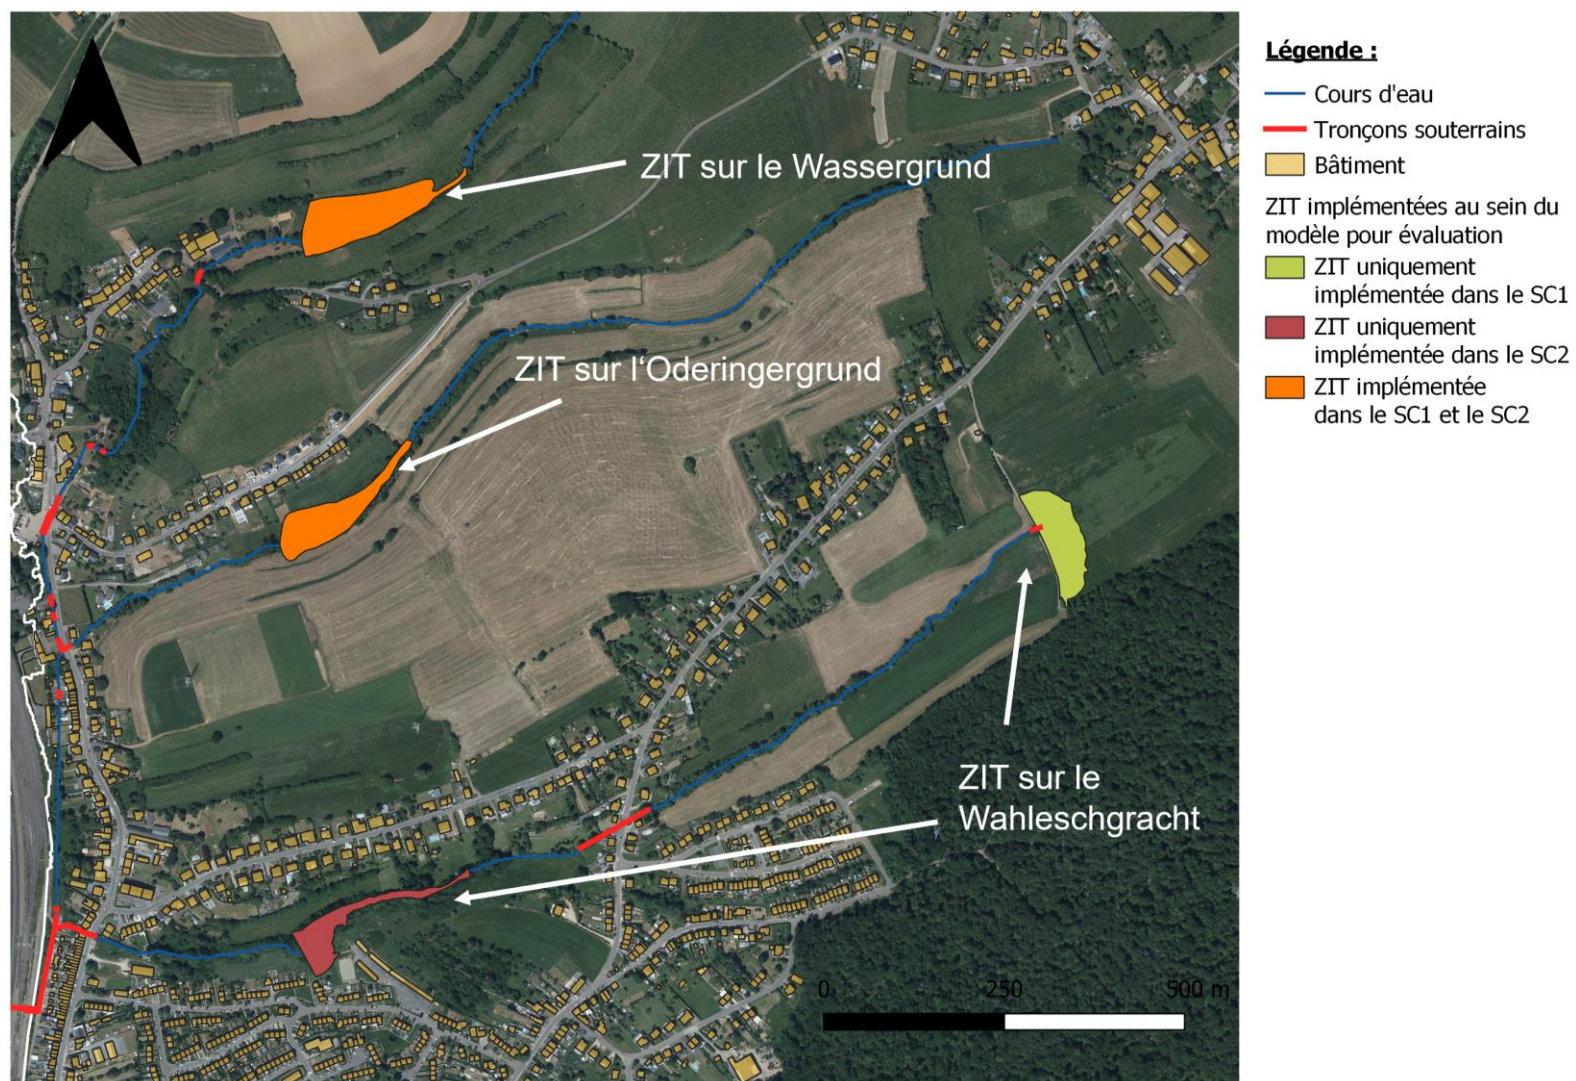 ZIT sur le Wassergrund
ZIT sur l‘Oderingergrund
ZIT sur le
Wahleschgracht
0 250 500 m
Légende :
Cours d'eau
Tronçons souterrains
Bâtiment
ZIT implémentées au sein du
modèle pour évaluation
ZIT uniquement
implémentée dans le SC1
ZIT uniquement
implémentée dans le SC2
ZIT implémentée
dans le SC1 et le SC2